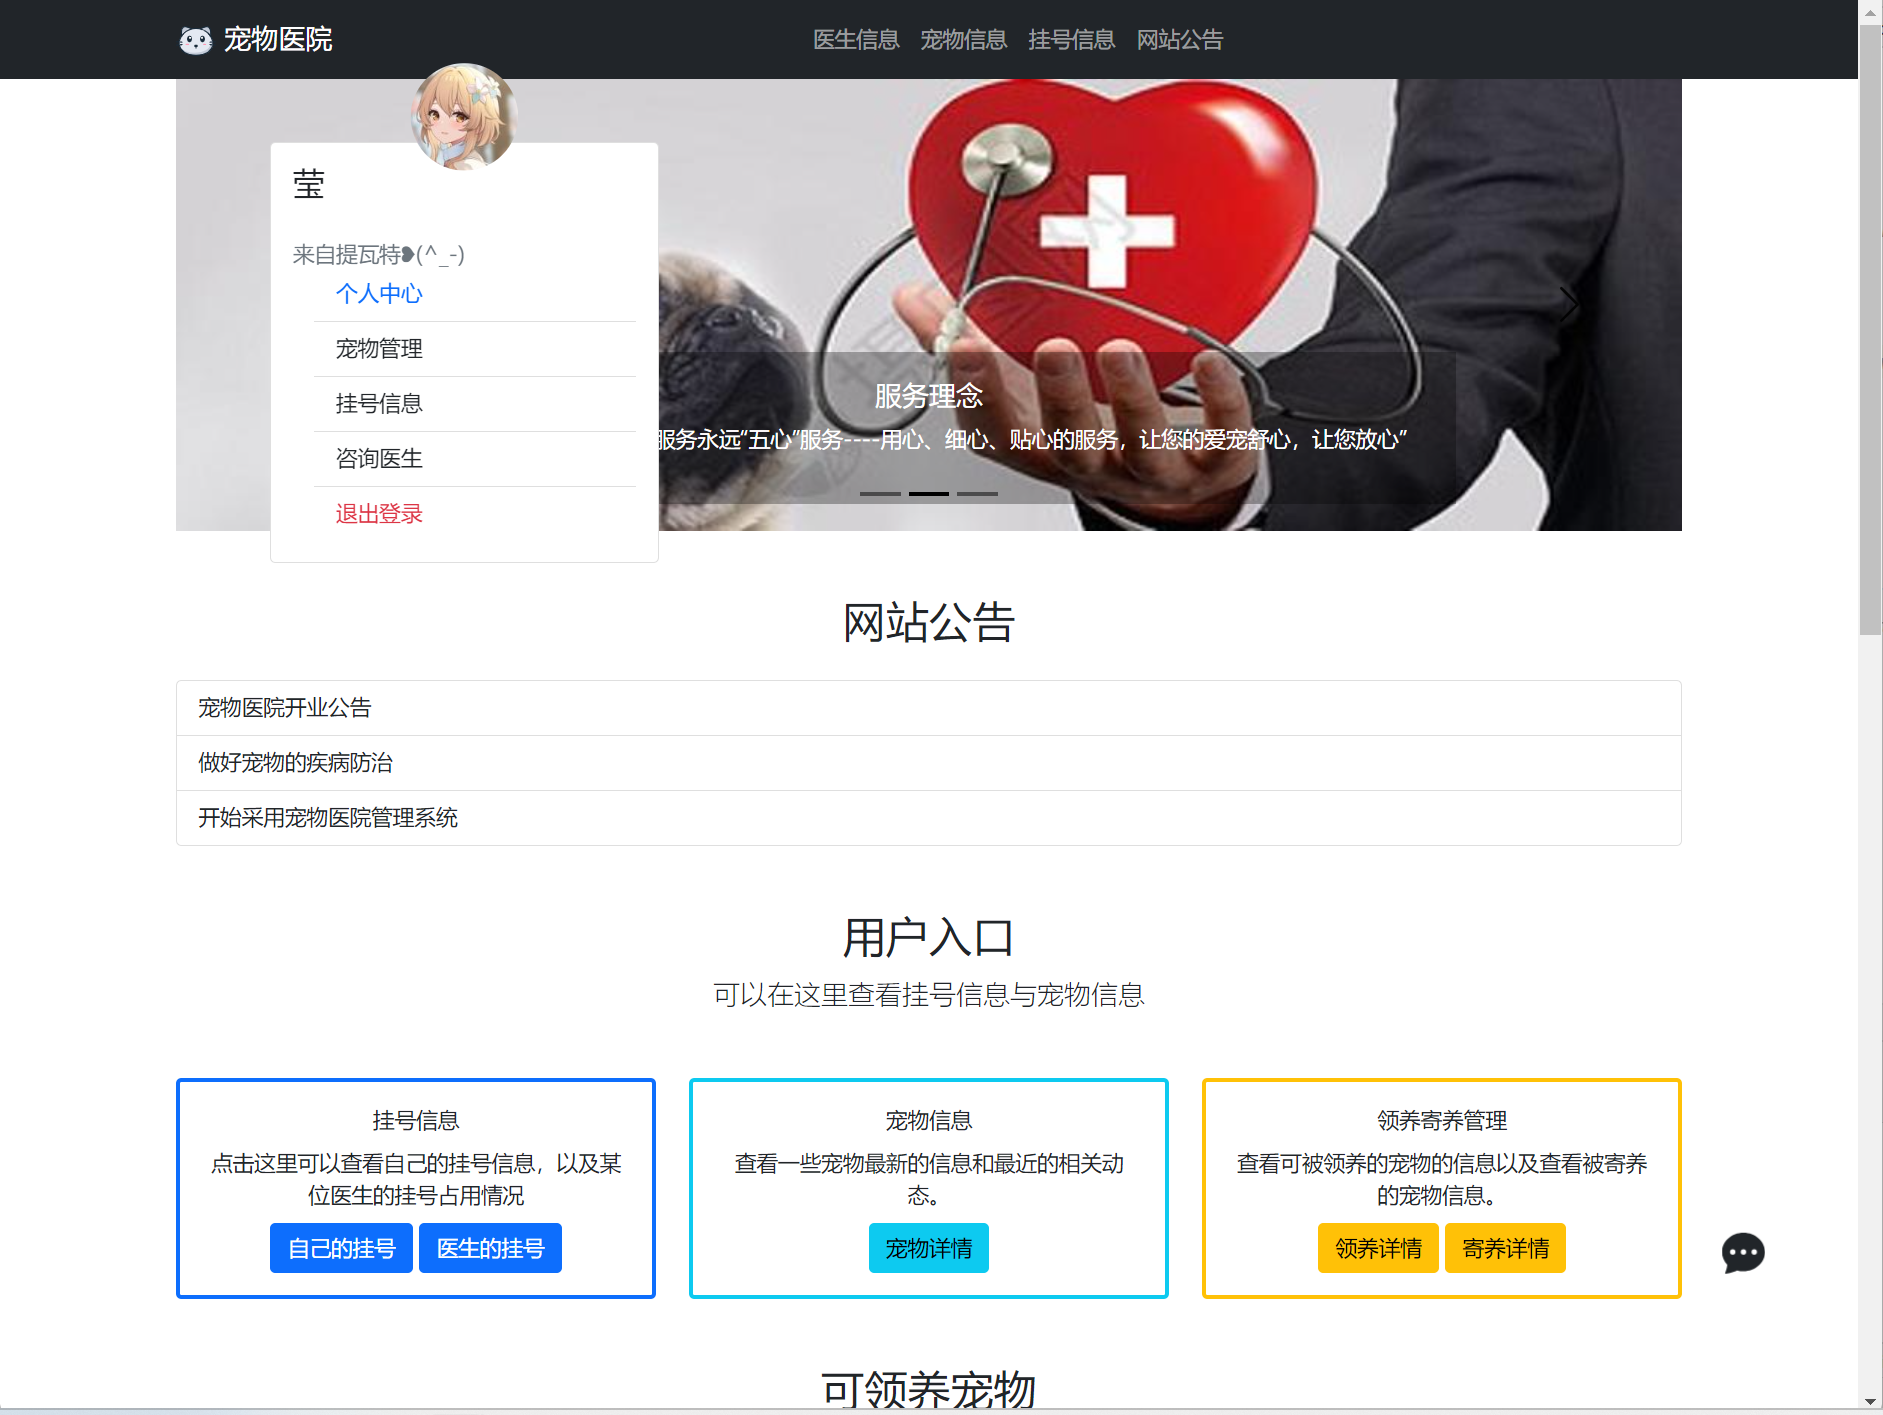 宠物医院
医生信息 宠物信息 挂号信息 网站公告
莹
来自提瓦特❥(^_-)
个人中心
宠物管理
挂号信息
咨询医生
退出登录
服务理念
服务永远“五心”服务----用心、细心、贴心的服务，让您的爱宠舒心，让您放心”
网站公告
宠物医院开业公告
做好宠物的疾病防治
开始采用宠物医院管理系统
用户入口
可以在这里查看挂号信息与宠物信息
挂号信息
点击这里可以查看自己的挂号信息，以及某
位医生的挂号占用情况
自己的挂号 医生的挂号
宠物信息
查看一些宠物最新的信息和最近的相关动
态。
宠物详情
领养寄养管理
查看可被领养的宠物的信息以及查看被寄养
的宠物信息。
领养详情 寄养详情
可领养宠物